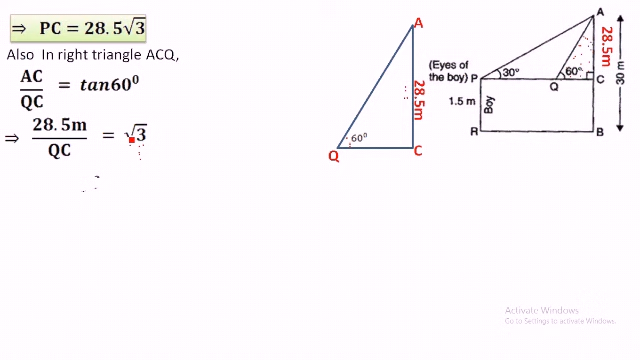 ⇒ PC = 28.5√3
Also In right triangle ACQ,
AC/QC = tan60⁰
⇒ 28.5m/QC = √3
A
28.5m
60⁰
Q
C
A
28.5m
30 m
(Eyes of
the boy) P
30°
60°
Q
C
1.5 m
Boy
R
B
Activate Windows
Go to Settings to activate Windows.